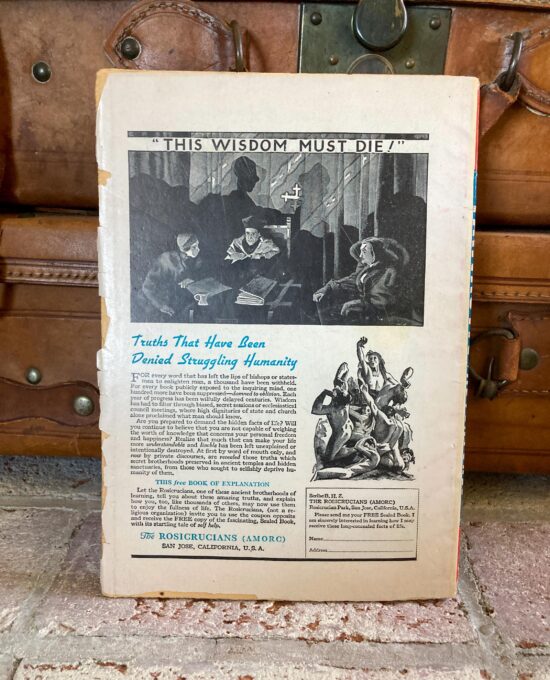 "THIS WISDOM MUST DIE!"
Truths That Have Been
Denied Struggling Humanity
FOR every word that has left the lips of bishops or states-
men to enlighten man, a thousand have been withheld.
For every book publicly exposed to the inquiring mind, one
hundred more have been suppressed—doomed to oblivion. Each
year of progress has been wilfully delayed centuries. Wisdom
has had to filter through biased, secret sessions or ecclesiastical
council meetings, where high dignitaries of state and church
alone proclaimed what man should know.
Are you prepared to demand the hidden facts of Life? Will
you continue to believe that you are not capable of weighing
the worth of knowledge that concerns your personal freedom
and happiness? Realize that much that can make your life
more understandable and livable has been left unexplained or
intentionally destroyed. At first by word of mouth only, and
now by private discourses, are revealed those truths which
secret brotherhoods preserved in ancient temples and hidden
sanctuaries, from those who sought to selfishly deprive hu-
manity of them.
THIS free BOOK OF EXPLANATION
Let the Rosicrucians, one of these ancient brotherhoods of
learning, tell you about these amazing truths, and explain
how you, too, like thousands of others, may now use them
to enjoy the fullness of life. The Rosicrucians, (not a re-
ligious organization) invite you to use the coupon opposite
and receive the FREE copy of the fascinating, Sealed Book,
with its startling tale of self help.
The ROSICRUCIANS (AMORC)
SAN JOSE, CALIFORNIA, U.S.A.
Scribe H. Z.
THE ROSICRUCIANS (AMORC)
Rosicrucian Park, San Jose, California, U.S.A.
Please send me your FREE Sealed Book. I
am sincerely interested in learning how I may
receive these long-concealed facts of life.
Name
Address